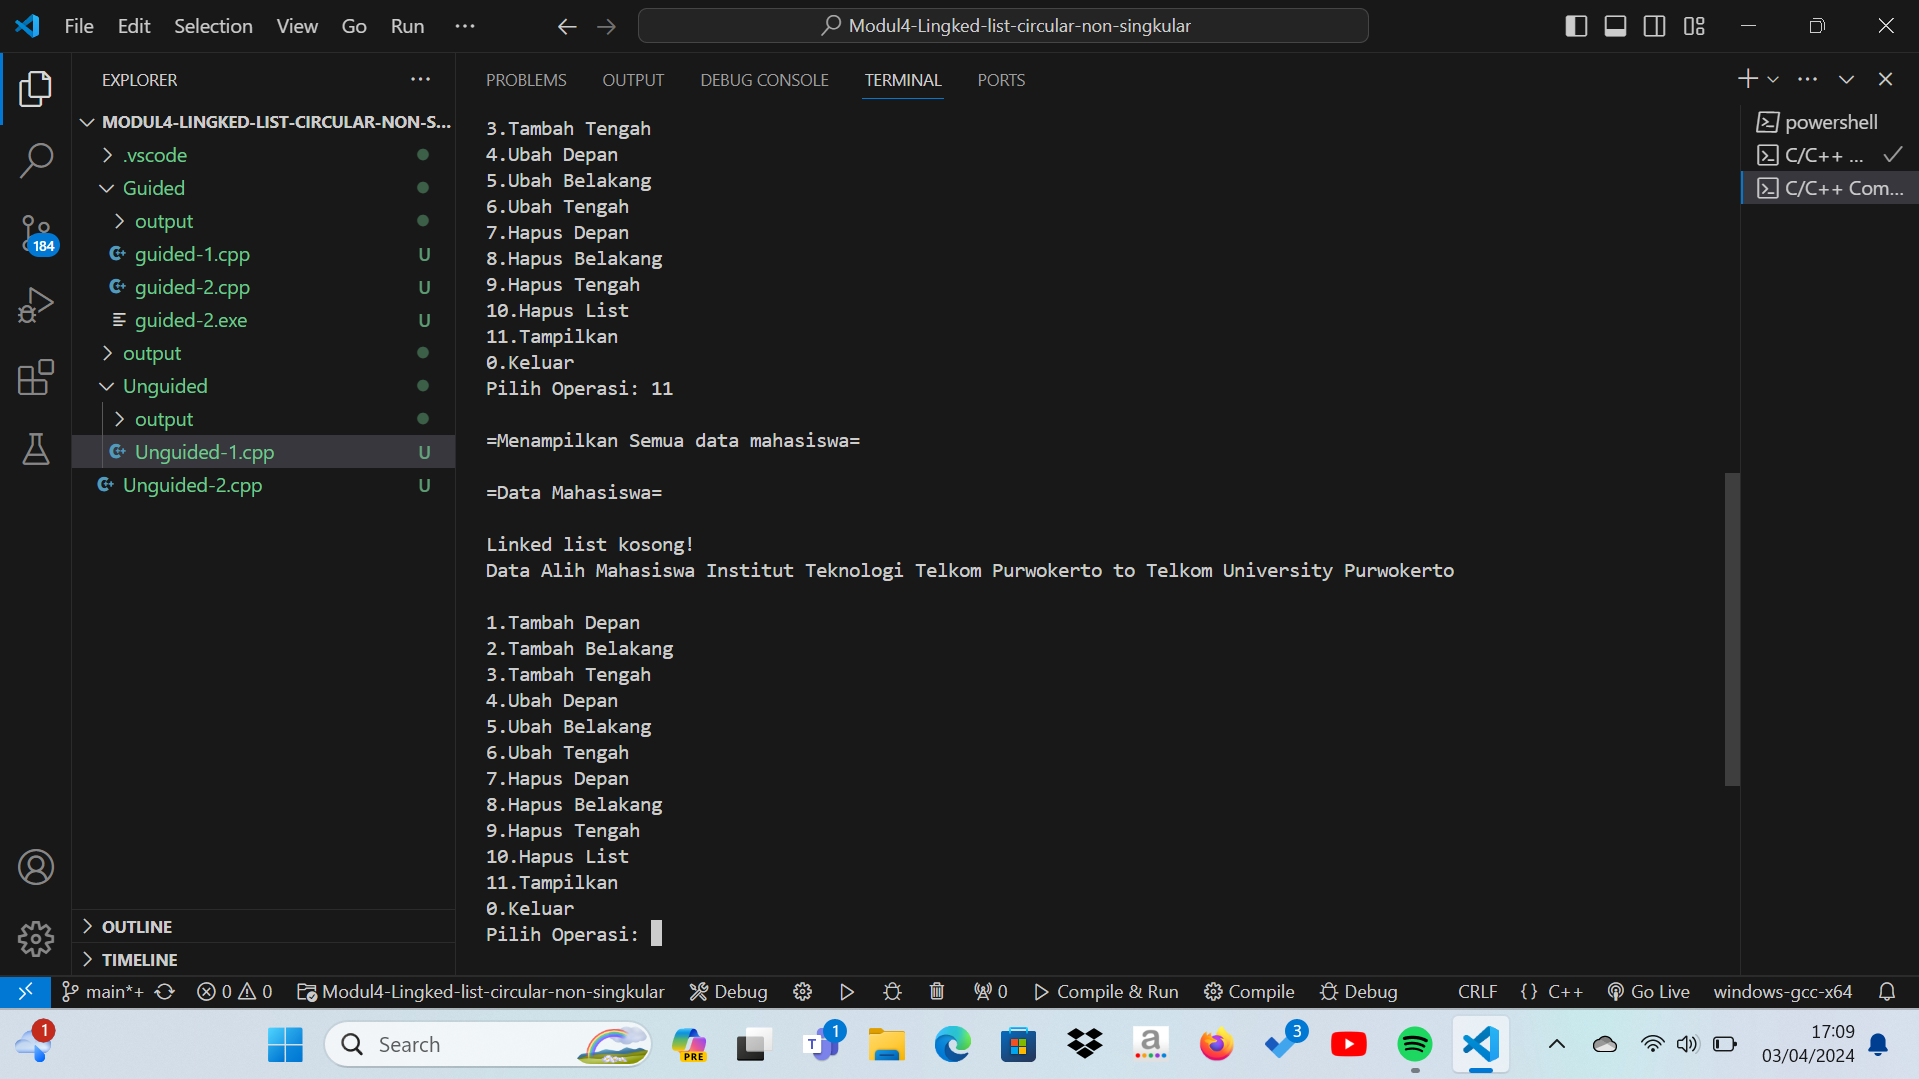 File Edit Selection View Go Run ...
Modul4-Lingked-list-circular-non-singkular
EXPLORER
MODUL4-LINGKED-LIST-CIRCULAR-NON-S...
.vscode
Guided
output
guided-1.cpp U
guided-2.cpp U
guided-2.exe U
output
Unguided
output
Unguided-1.cpp U
Unguided-2.cpp U
184
OUTLINE
TIMELINE
PROBLEMS OUTPUT DEBUG CONSOLE TERMINAL PORTS
3.Tambah Tengah
4.Ubah Depan
5.Ubah Belakang
6.Ubah Tengah
7.Hapus Depan
8.Hapus Belakang
9.Hapus Tengah
10.Hapus List
11.Tampilkan
0.Keluar
Pilih Operasi: 11
=Menampilkan Semua data mahasiswa=
=Data Mahasiswa=
Linked list kosong!
Data Alih Mahasiswa Institut Teknologi Telkom Purwokerto to Telkom University Purwokerto
1.Tambah Depan
2.Tambah Belakang
3.Tambah Tengah
4.Ubah Depan
5.Ubah Belakang
6.Ubah Tengah
7.Hapus Depan
8.Hapus Belakang
9.Hapus Tengah
10.Hapus List
11.Tampilkan
0.Keluar
Pilih Operasi:
powershell
C/C++ ...
C/C++ Com...
main*+ 0 0 Modul4-Lingked-list-circular-non-singkular Debug 0 Compile & Run Compile Debug CRLF {} C++ Go Live windows-gcc-x64
1 Search PRE T 1 a 3 17:09
03/04/2024